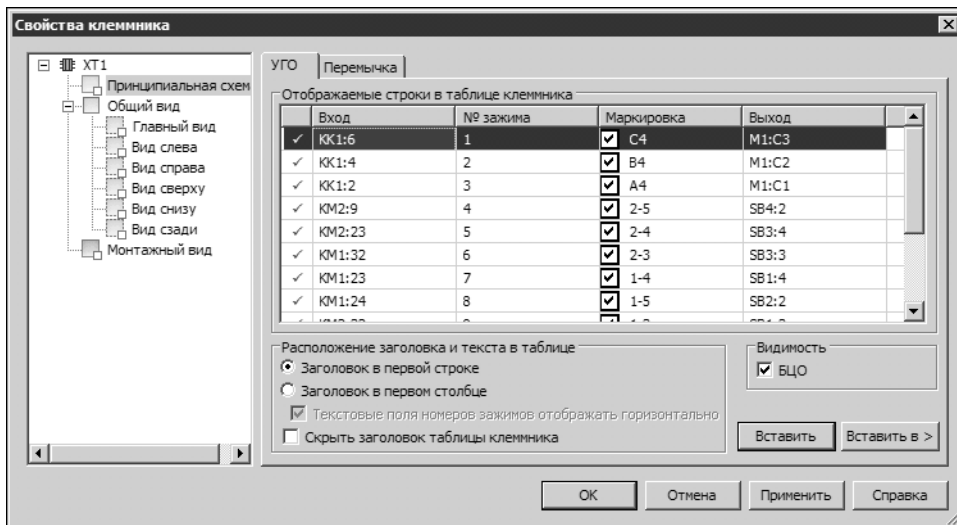 Свойства клеммника
XT1
Принципиальная схем
Общий вид
Главный вид
Вид слева
Вид справа
Вид сверху
Вид снизу
Вид сзади
Монтажный вид
УГО Перемычка
Отображаемые строки в таблице клеммника
Вход № зажима Маркировка Выход
KK1:6 1 C4 M1:C3
KK1:4 2 B4 M1:C2
KK1:2 3 A4 M1:C1
KM2:9 4 2-5 SB4:2
KM2:23 5 2-4 SB3:4
KM1:32 6 2-3 SB3:3
KM1:23 7 1-4 SB1:4
KM1:24 8 1-5 SB2:2
Расположение заголовка и текста в таблице
Заголовок в первой строке
Заголовок в первом столбце
Текстовые поля номеров зажимов отображать горизонтально
Скрыть заголовок таблицы клеммника
Видимость
БЦО
Вставить Вставить в >
OK Отмена Применить Справка